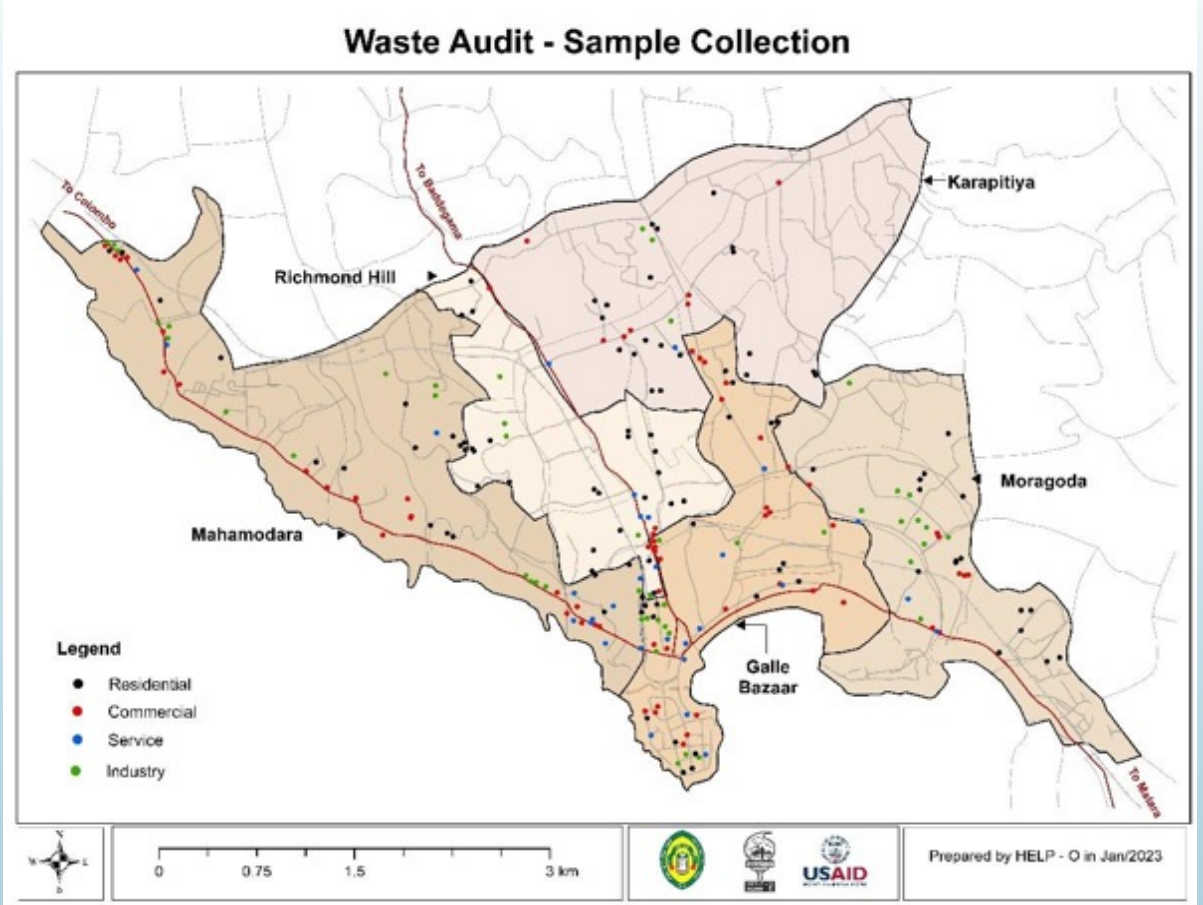 Waste Audit - Sample Collection
To Colombo
To Baddegama
Karapitiya
Richmond Hill
Moragoda
Mahamodara
Galle
Bazaar
To Matara
Legend
Residential
Commercial
Service
Industry
N
W
0
0.75
1.5
3 km
USAID
Prepared by HELP - O in Jan/2023